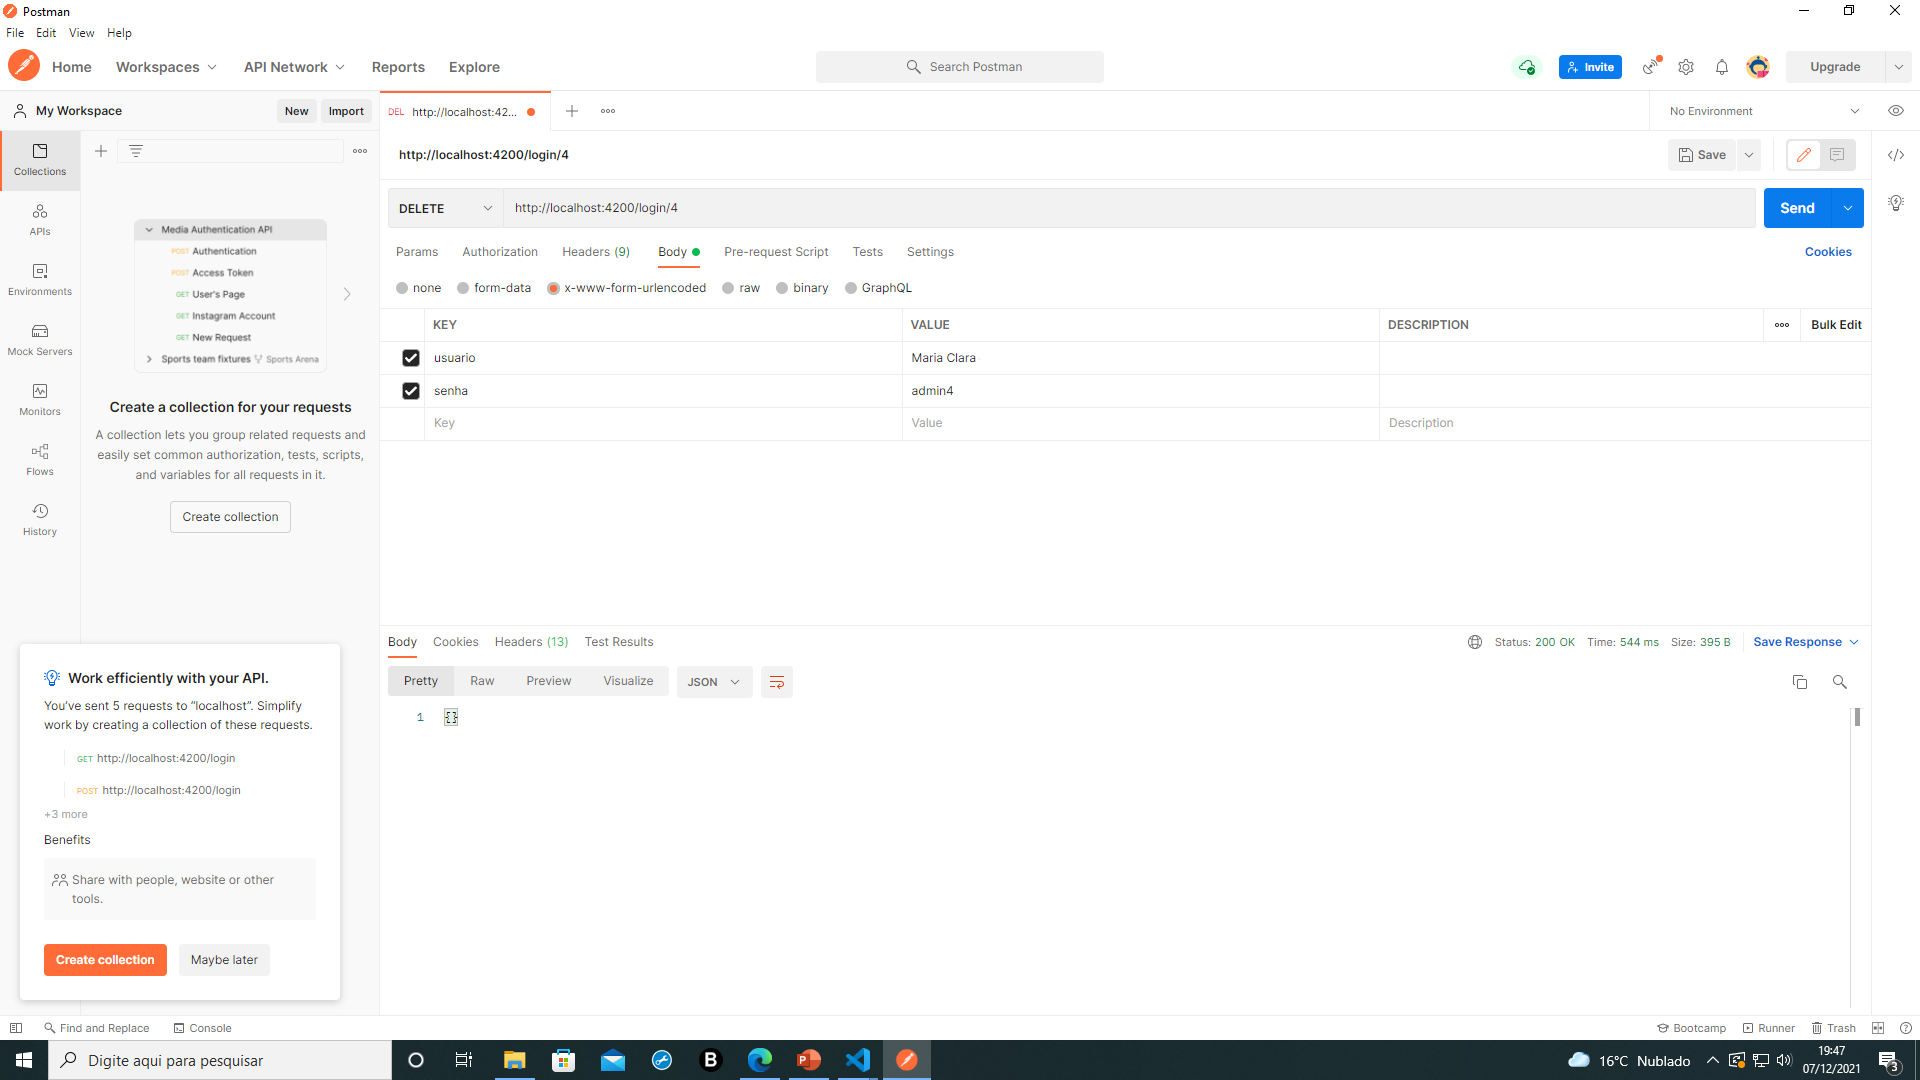 Postman
File Edit View Help
Home Workspaces API Network Reports Explore Search Postman Invite Upgrade
My Workspace New Import DEL http://localhost:42... No Environment
Collections
APIs
Environments
Mock Servers
Monitors
Flows
History
Media Authentication API
POST Authentication
POST Access Token
GET User's Page
GET Instagram Account
GET New Request
Sports team fixtures Sports Arena
Create a collection for your requests
A collection lets you group related requests and
easily set common authorization, tests, scripts,
and variables for all requests in it.
Create collection
http://localhost:4200/login/4 Save
DELETE http://localhost:4200/login/4 Send
Params Authorization Headers (9) Body Pre-request Script Tests Settings Cookies
none form-data x-www-form-urlencoded raw binary GraphQL
KEY VALUE DESCRIPTION Bulk Edit
usuario Maria Clara
senha admin4
Key Value Description
Body Cookies Headers (13) Test Results Status: 200 OK Time: 544 ms Size: 395 B Save Response
Pretty Raw Preview Visualize JSON
1 {}
Work efficiently with your API.
You've sent 5 requests to “localhost”. Simplify
work by creating a collection of these requests.
GET http://localhost:4200/login
POST http://localhost:4200/login
+3 more
Benefits
Share with people, website or other
tools.
Create collection Maybe later
Find and Replace Console Bootcamp Runner Trash
Digite aqui para pesquisar 16°C Nublado 19:47
07/12/2021 3